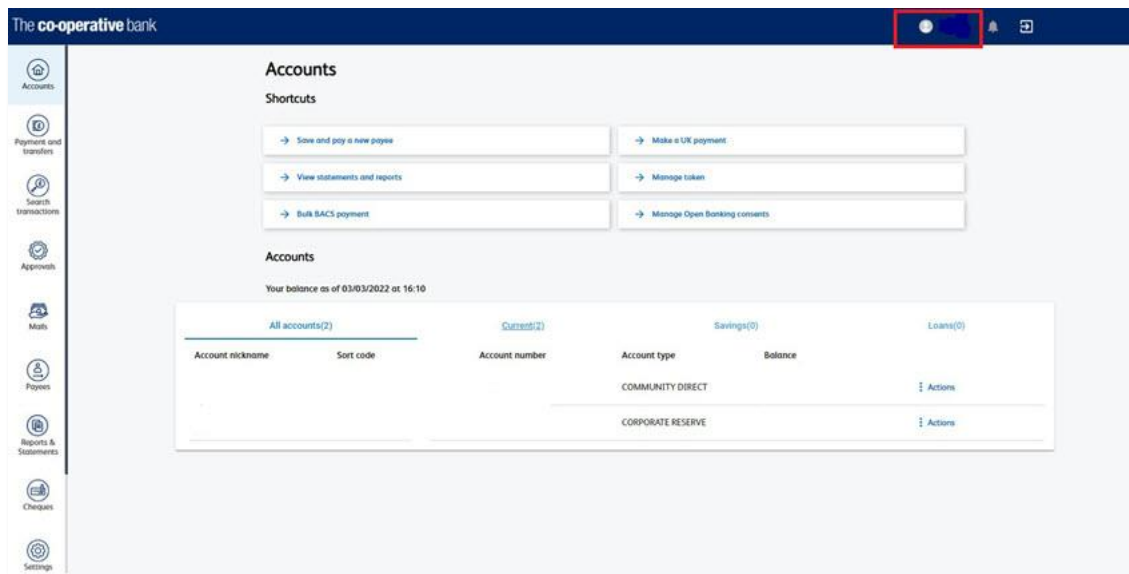 The co-operative bank
Accounts
Payment and
transfers
Search
transactions
Approvals
Mails
Payees
Reports &
Statements
Cheques
Settings
Accounts
Shortcuts
Save and pay a new payee
Make a UK payment
View statements and reports
Manage token
Bulk BACS payment
Manage Open Banking consents
Accounts
Your balance as of 03/03/2022 at 16:10
All accounts(2) Current(2) Savings(0) Loans(0)
Account nickname Sort code Account number Account type Balance
COMMUNITY DIRECT Actions
CORPORATE RESERVE Actions